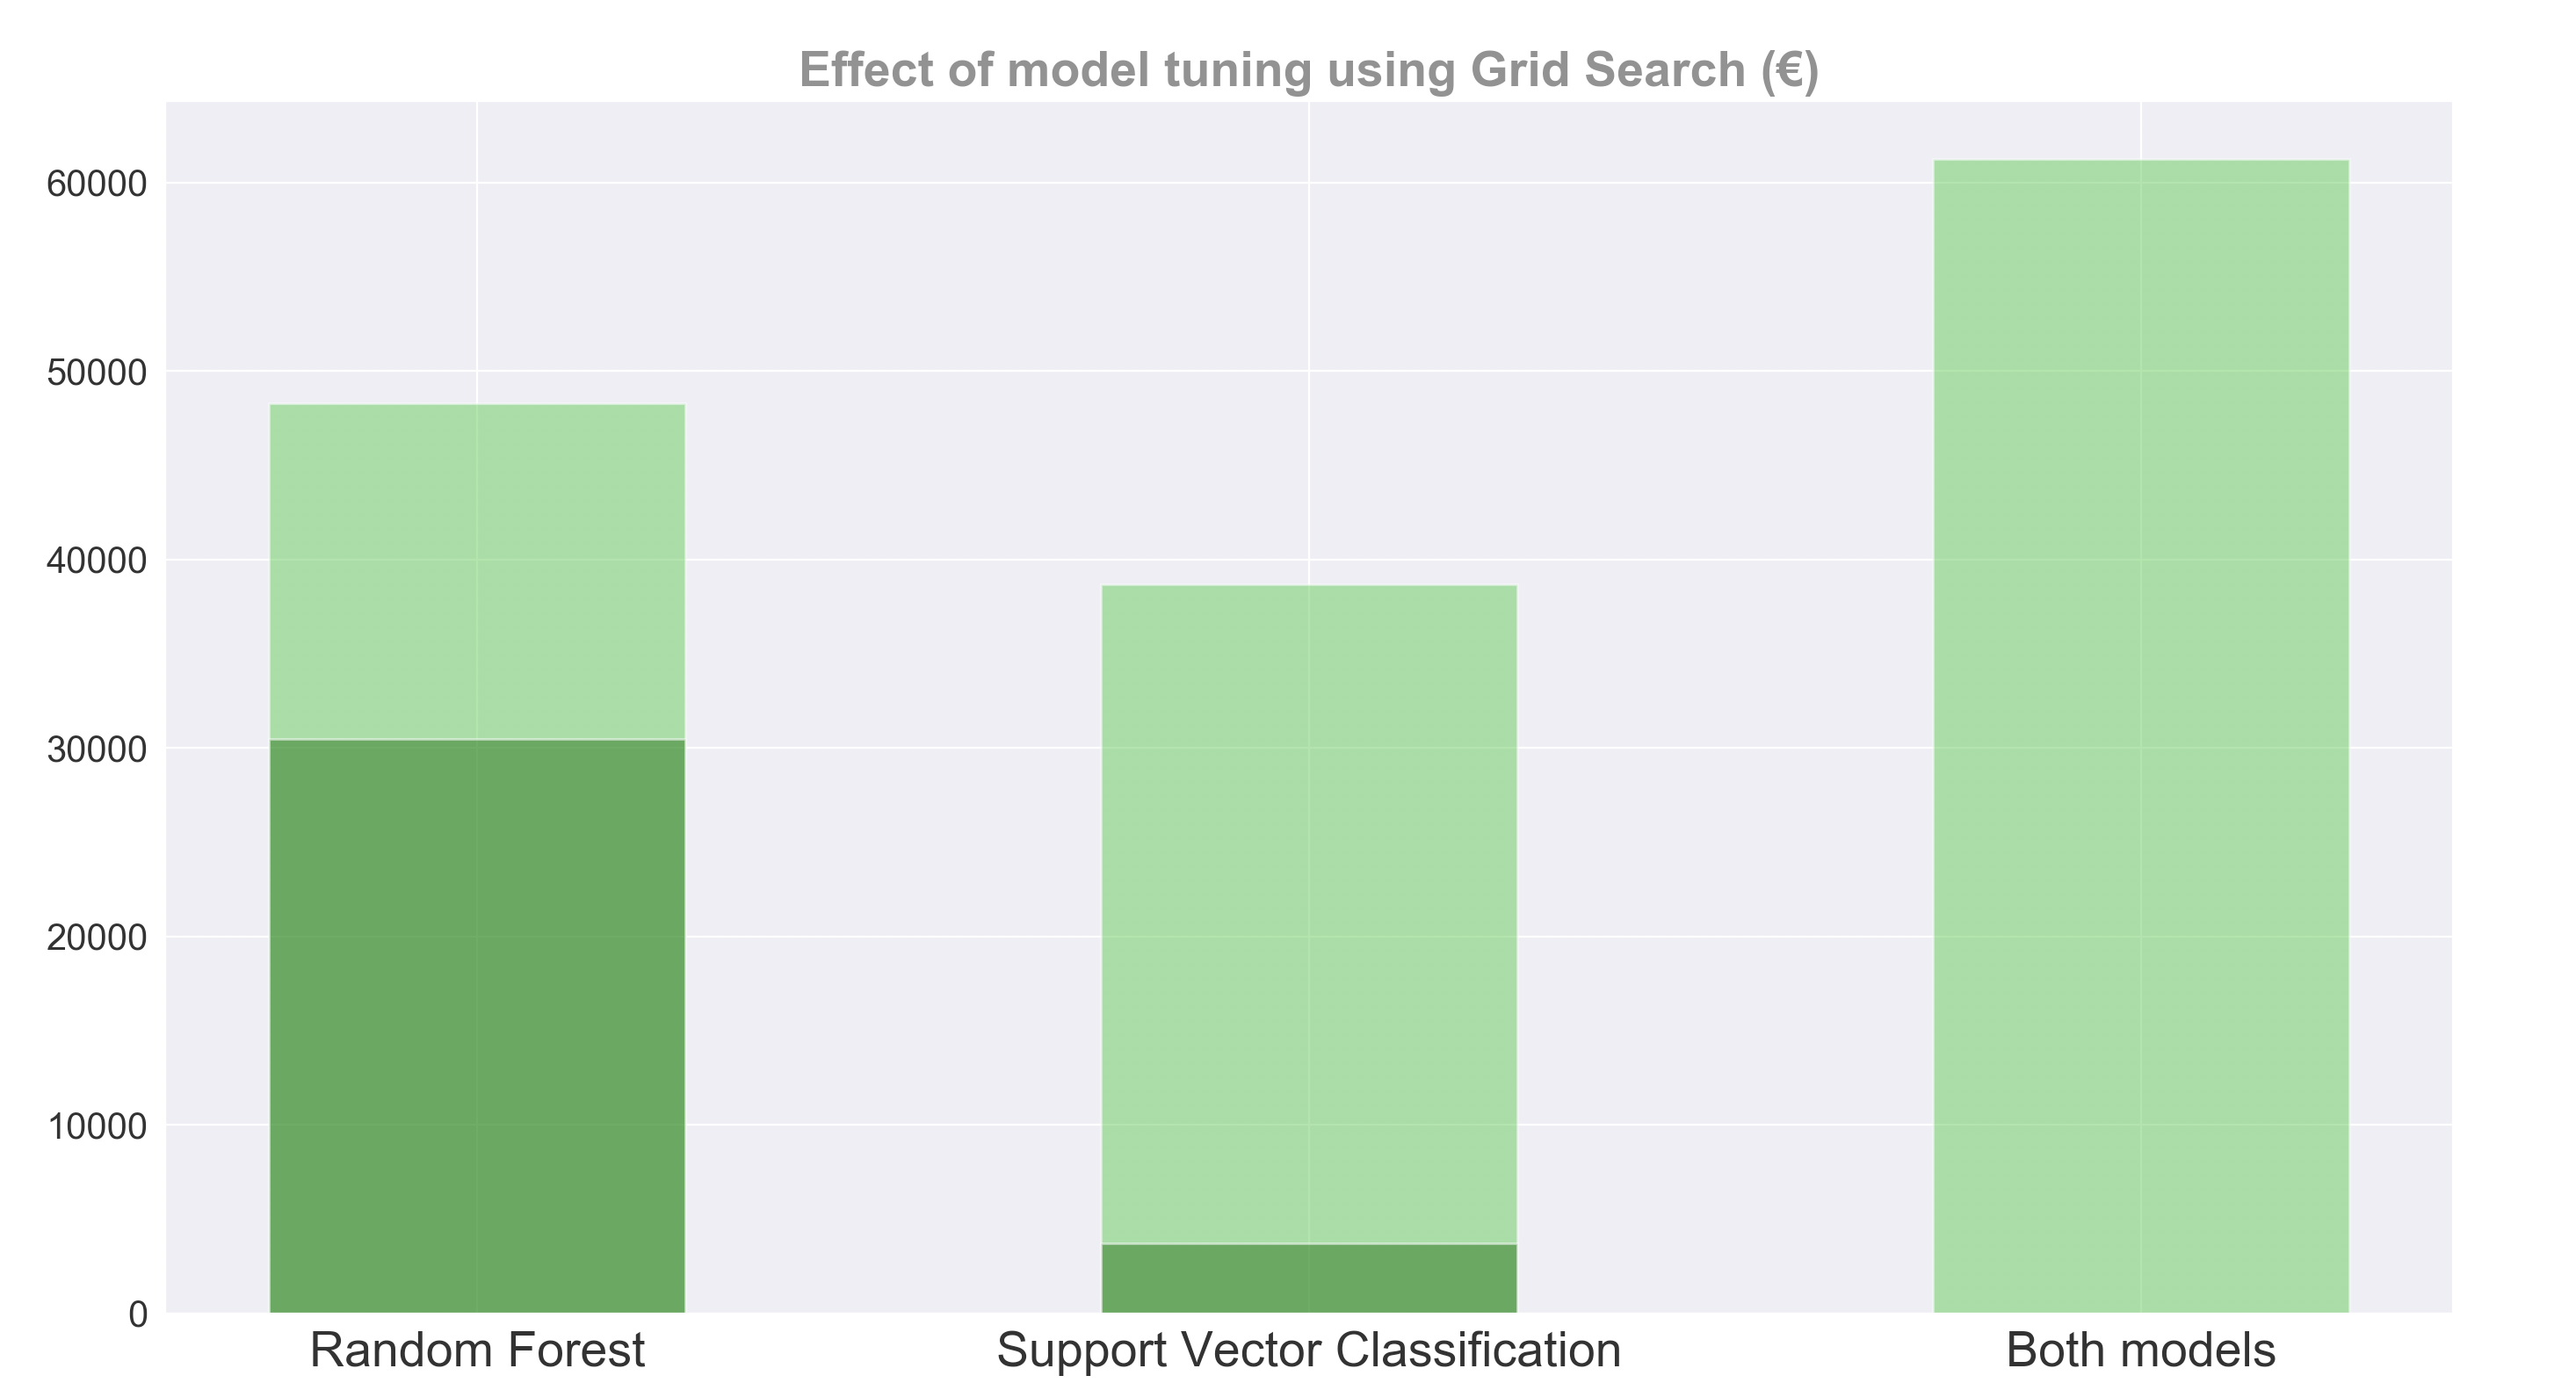 Effect of model tuning using Grid Search (€)
60000
50000
40000
30000
20000
10000
0
Random Forest
Support Vector Classification
Both models